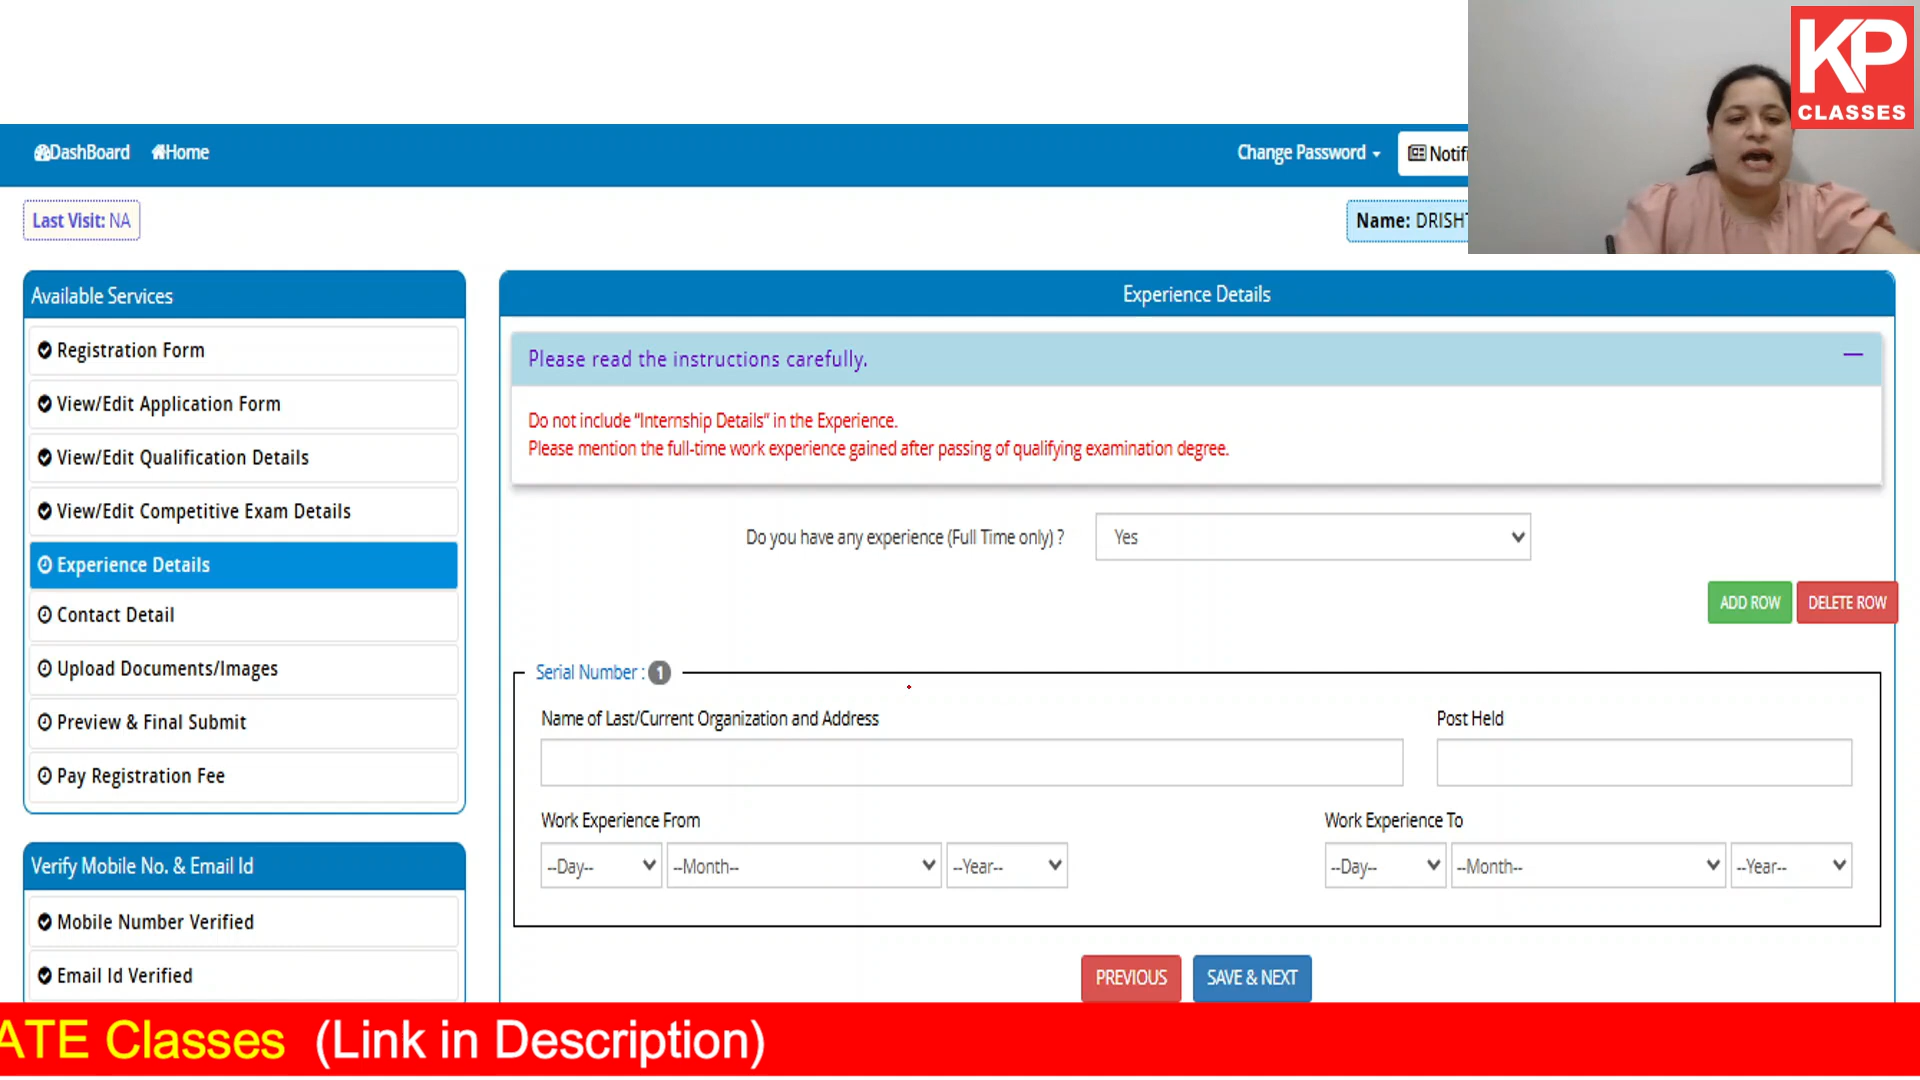 KP
CLASSES
DashBoard
Home
Change Password
Last Visit: NA
Name:
Available Services
Registration Form
View/Edit Application Form
View/Edit Qualification Details
View/Edit Competitive Exam Details
Experience Details
Contact Detail
Upload Documents/Images
Preview & Final Submit
Pay Registration Fee
Verify Mobile No. & Email Id
Mobile Number Verified
Email Id Verified
Experience Details
Please read the instructions carefully.
Do not include “Internship Details” in the Experience.
Please mention the full-time work experience gained after passing of qualifying examination degree.
Do you have any experience (Full Time only) ? Yes
ADD ROW DELETE ROW
Serial Number : 1
Name of Last/Current Organization and Address Post Held
Work Experience From Work Experience To
--Day-- --Month-- --Year-- --Day-- --Month-- --Year--
PREVIOUS SAVE & NEXT
ATE Classes (Link in Description)